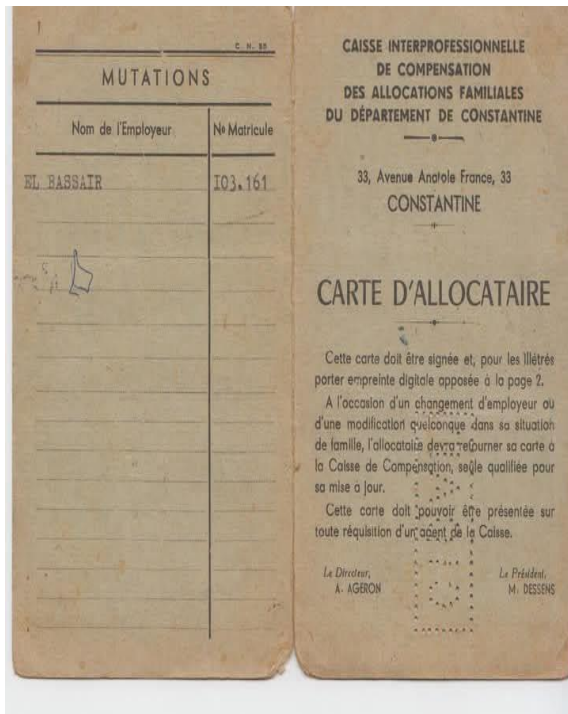 C. N. 55
MUTATIONS
Nom de l'Employeur
No Matricule
EL BASSAIR
I03.161
CAISSE INTERPROFESSIONNELLE
DE COMPENSATION
DES ALLOCATIONS FAMILIALES
DU DÉPARTEMENT DE CONSTANTINE
33, Avenue Anatole France, 33
CONSTANTINE
CARTE D'ALLOCATAIRE
Cette carte doit être signée et, pour les Illétrés
porter empreinte digitale apposée à la page 2.
A l'occasion d'un changement d'employeur ou
d'une modification quelconque dans sa situation
de famille, l'allocataire devra retourner sa carte à
la Caisse de Compensation, seule qualifiée pour
sa mise à jour.
Cette carte doit pouvoir être présentée sur
toute réquisition d'un agent de la Caisse.
Le Directeur,
A. AGERON
Le Président,
M. DESSENS